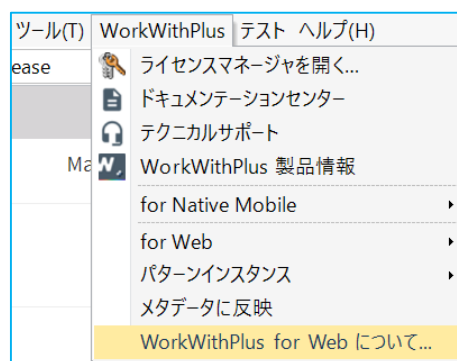 ツール(T) WorkWithPlus テスト ヘルプ(H)
ease
ライセンスマネージャを開く...
ドキュメンテーションセンター
テクニカルサポート
Ma
WorkWithPlus 製品情報
for Native Mobile
for Web
パターンインスタンス
メタデータに反映
WorkWithPlus for Web について...